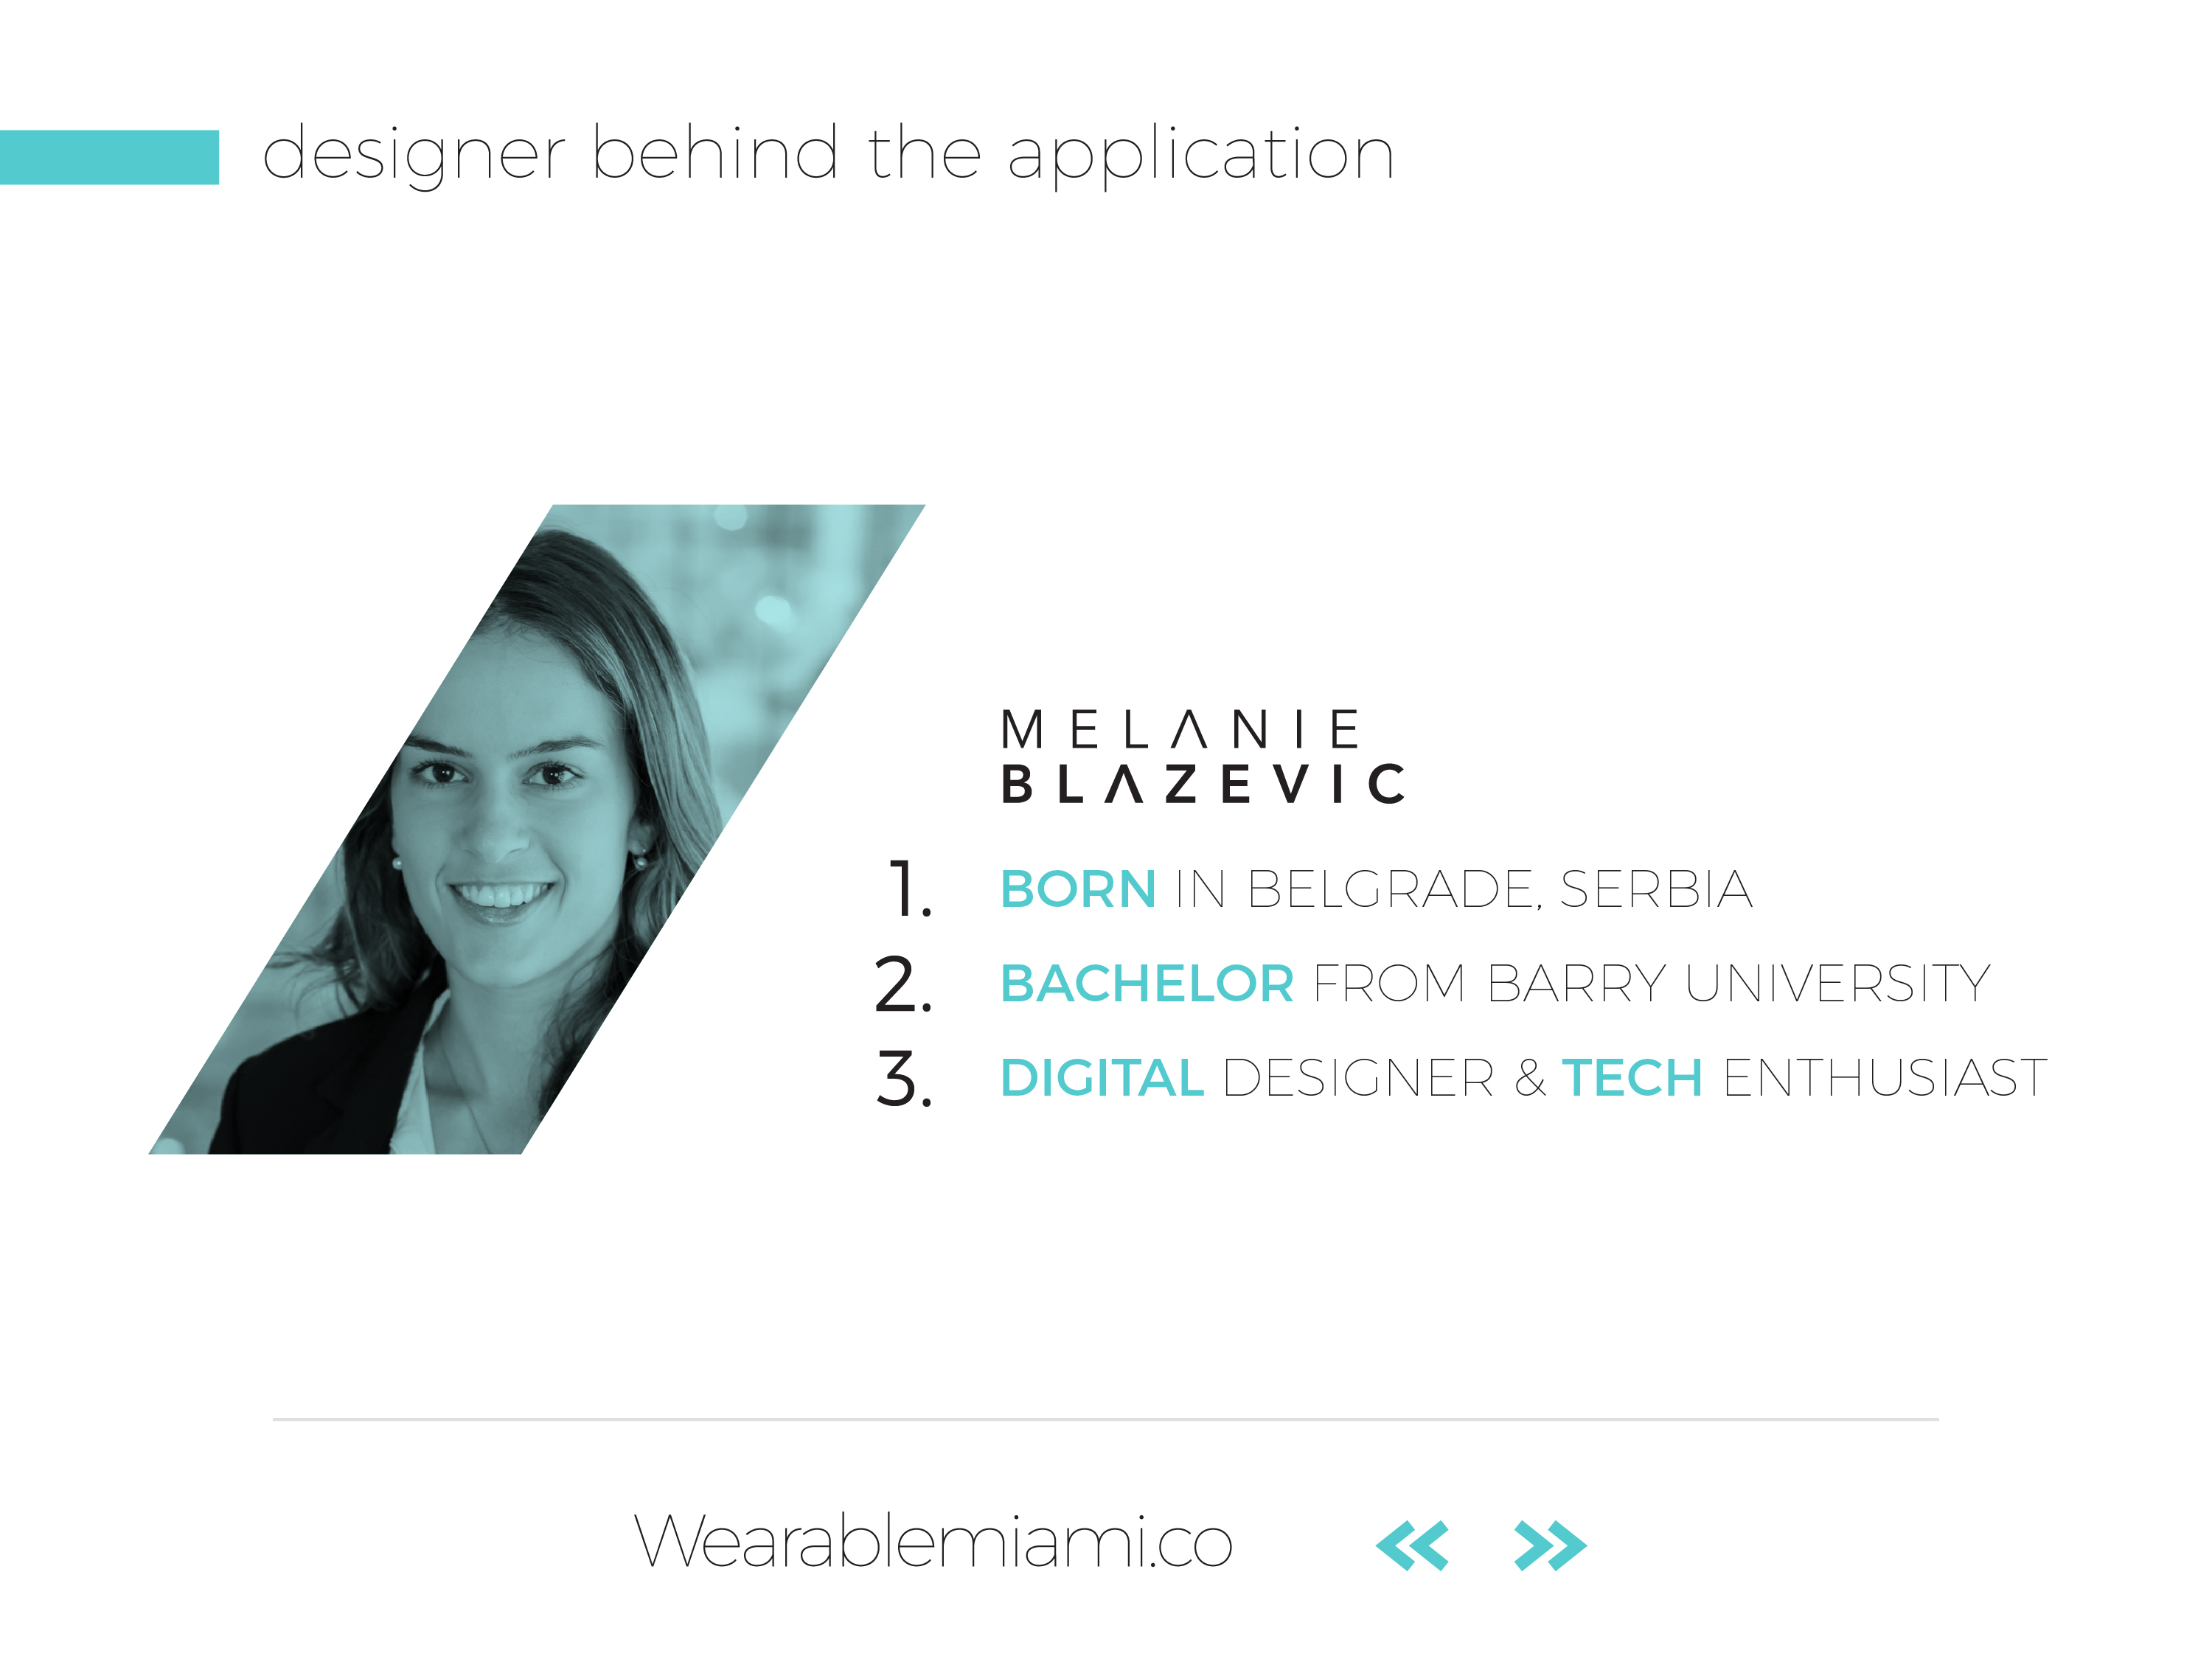 designer behind the application
MELANIE
BLAZEVIC
1. BORN IN BELGRADE, SERBIA
2. BACHELOR FROM BARRY UNIVERSITY
3. DIGITAL DESIGNER & TECH ENTHUSIAST
Wearablemiami.co